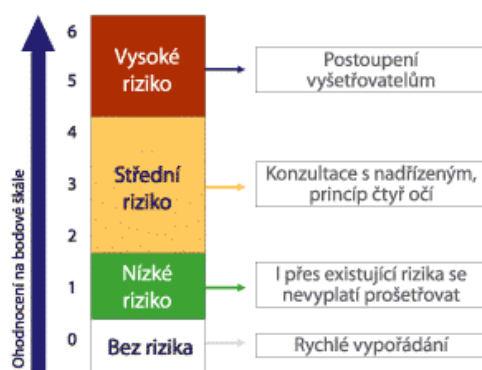 Ohodnocení na bodové škále
6
5
4
3
2
1
0
Vysoké
riziko
Postoupení
vyšetřovatelům
Střední
riziko
Konzultace s nadřízeným,
princip čtyř očí
Nízké
riziko
I přes existující rizika se
nevyplatí prošetřovat
Bez rizika
Rychlé vypořádání